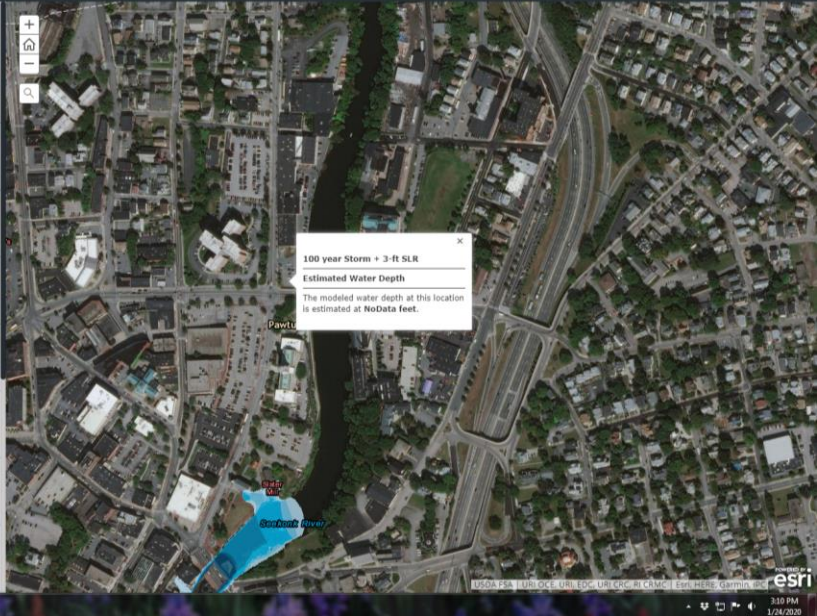 +
−
×
100 year Storm + 3-ft SLR
Estimated Water Depth
The modeled water depth at this location
is estimated at NoData feet.
Pawtu
Slater
Mill
Seekonk River
USDA FSA | URI OCE, URI, EDC, URI CRC, RI CRMC | Esri, HERE, Garmin, iPC
POWERED BY
esri
3:10 PM
1/24/2020